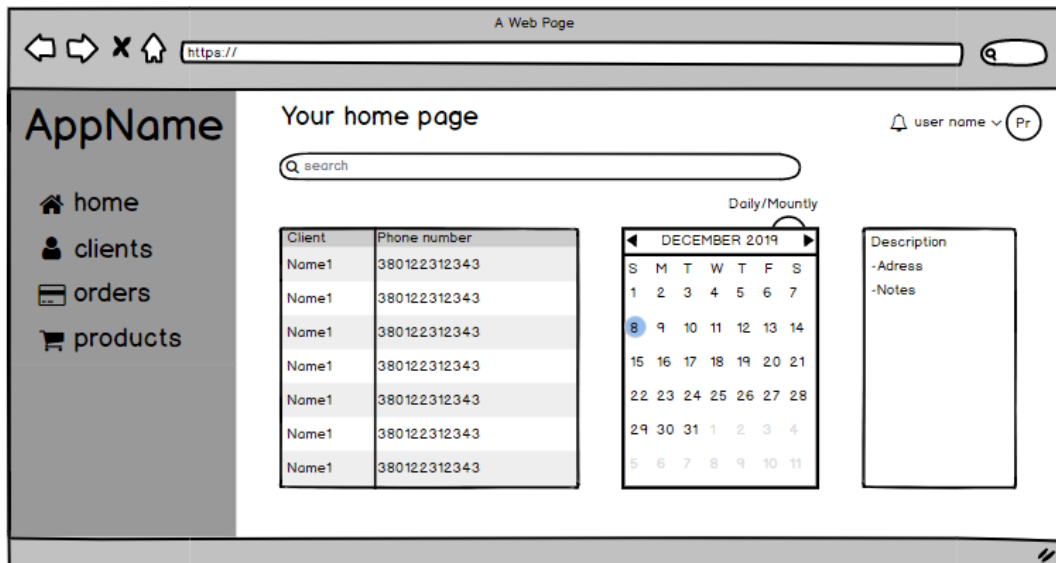 A Web Page
https://
AppName
home
clients
orders
products
Your home page
user name
Pr
search
Client Phone number
Name1 380122312343
Name1 380122312343
Name1 380122312343
Name1 380122312343
Name1 380122312343
Name1 380122312343
Name1 380122312343
Daily/Mountly
DECEMBER 2019
S M T W T F S
1 2 3 4 5 6 7
8 9 10 11 12 13 14
15 16 17 18 19 20 21
22 23 24 25 26 27 28
29 30 31 1 2 3 4
5 6 7 8 9 10 11
Description
-Adress
-Notes